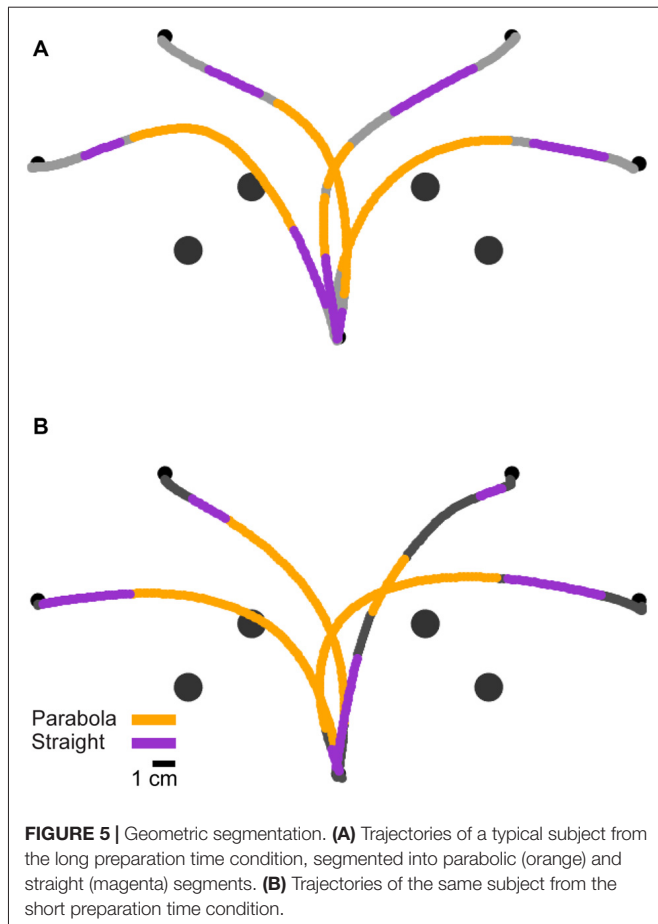 A
B
Parabola
Straight
1 cm
FIGURE 5 | Geometric segmentation. (A) Trajectories of a typical subject from
the long preparation time condition, segmented into parabolic (orange) and
straight (magenta) segments. (B) Trajectories of the same subject from the
short preparation time condition.